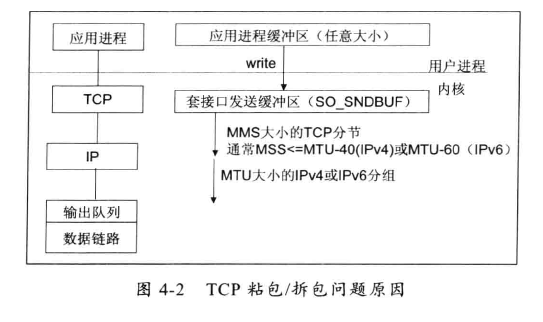 应用进程
应用进程缓冲区（任意大小）
write
用户进程
内核
TCP
套接口发送缓冲区（SO_SNDBUF）
MMS大小的TCP分节
通常MSS<=MTU-40(IPv4)或MTU-60（IPv6）
IP
MTU大小的IPv4或IPv6分组
输出队列
数据链路
图 4-2 TCP 粘包/拆包问题原因